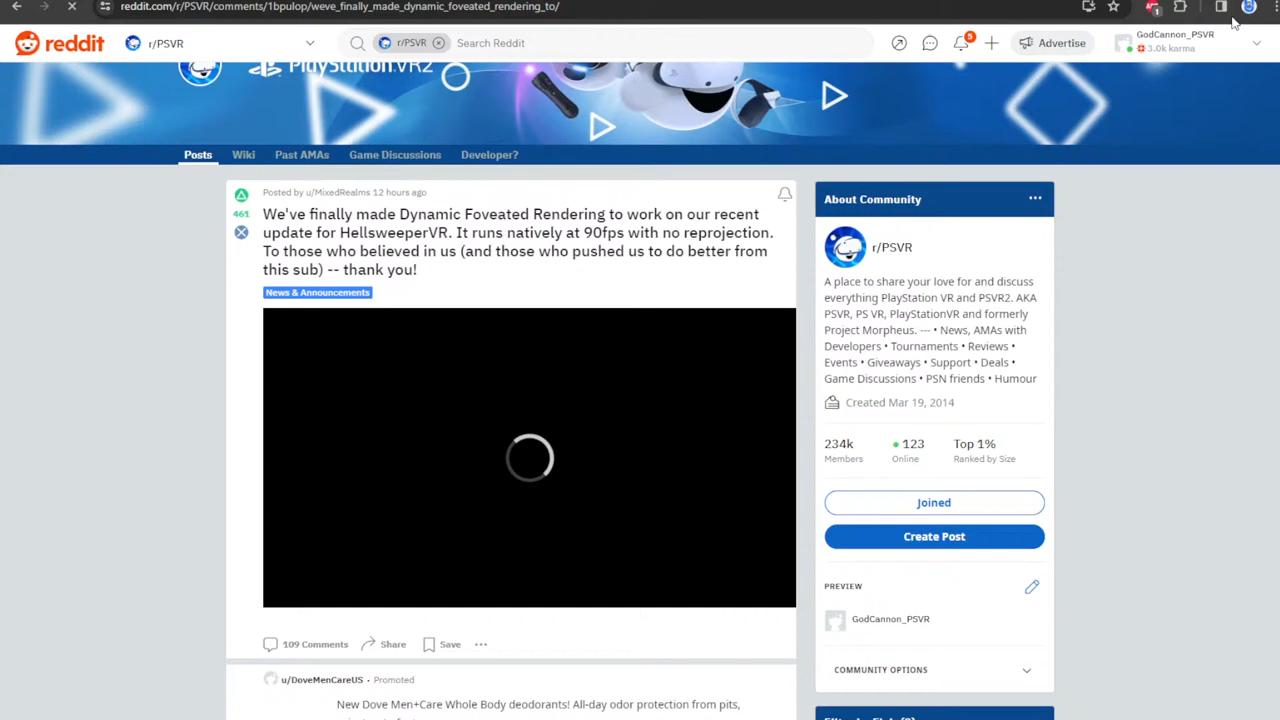 reddit.com/r/PSVR/comments/1bpulop/weve_finally_made_dynamic_foveated_rendering_to/
1
reddit
r/PSVR
r/PSVR
Search Reddit
5
Advertise
GodCannon_PSVR
3.0k karma
PlayStation.VR2
Posts
Wiki
Past AMAs
Game Discussions
Developer?
461
Posted by u/MixedRealms 12 hours ago
We've finally made Dynamic Foveated Rendering to work on our recent
update for HellsweeperVR. It runs natively at 90fps with no reprojection.
To those who believed in us (and those who pushed us to do better from
this sub) -- thank you!
News & Announcements
109 Comments
Share
Save
u/DoveMenCareUS • Promoted
New Dove Men+Care Whole Body deodorants! All-day odor protection from pits,
About Community
r/PSVR
A place to share your love for and discuss
everything PlayStation VR and PSVR2. AKA
PSVR, PS VR, PlayStationVR and formerly
Project Morpheus. --- • News, AMAs with
Developers • Tournaments • Reviews •
Events • Giveaways • Support • Deals •
Game Discussions • PSN friends • Humour
Created Mar 19, 2014
234k
Members
123
Online
Top 1%
Ranked by Size
Joined
Create Post
PREVIEW
GodCannon_PSVR
COMMUNITY OPTIONS